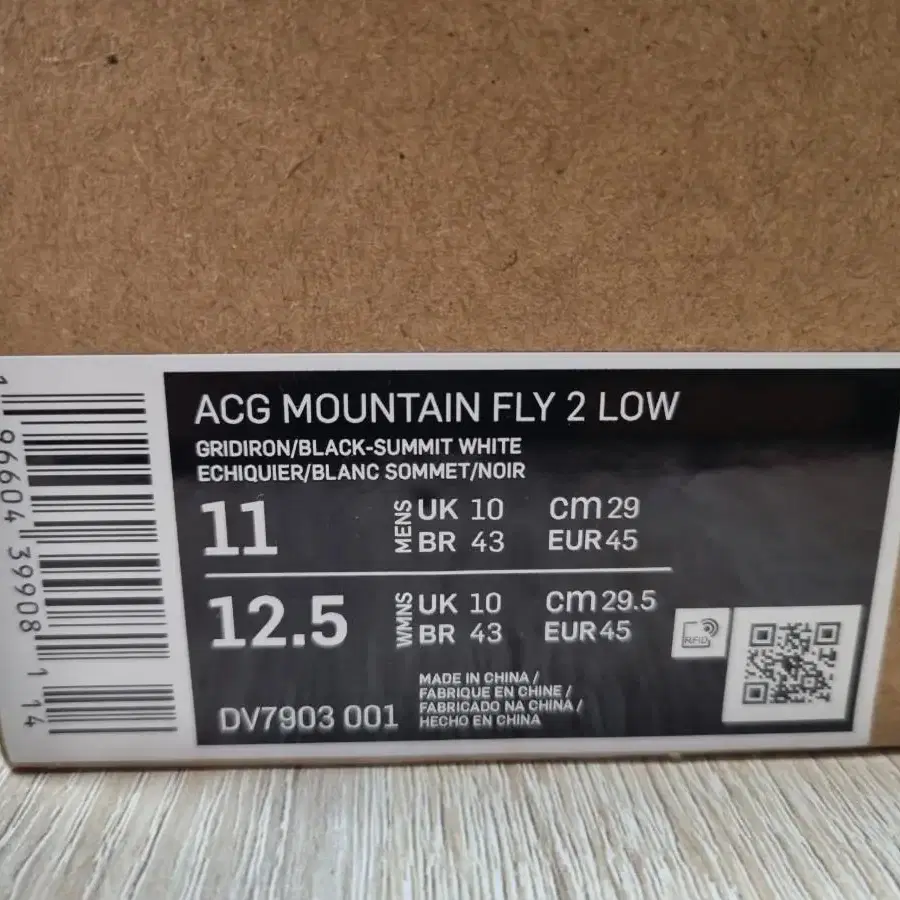 ACG MOUNTAIN FLY 2 LOW
GRIDIRON/BLACK-SUMMIT WHITE
ECHIQUIER/BLANC SOMMET/NOIR
11
MENS
UK 10
cm 29
BR 43
EUR 45
12.5
WMNS
UK 10
cm 29.5
BR 43
EUR 45
RFID
DV7903 001
MADE IN CHINA /
FABRIQUE EN CHINE /
FABRICADO NA CHINA /
HECHO EN CHINA
1 96604 39908 1 14